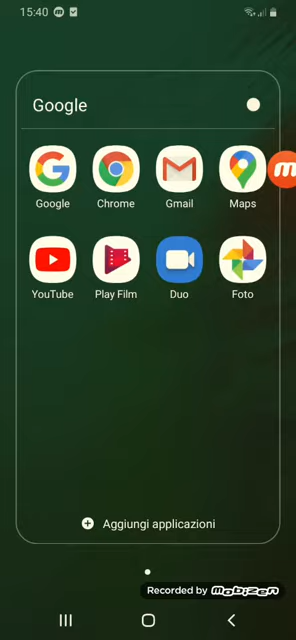 15:40
Google
Google Chrome Gmail Maps
YouTube Play Film Duo Foto
Aggiungi applicazioni
Recorded by mobizen